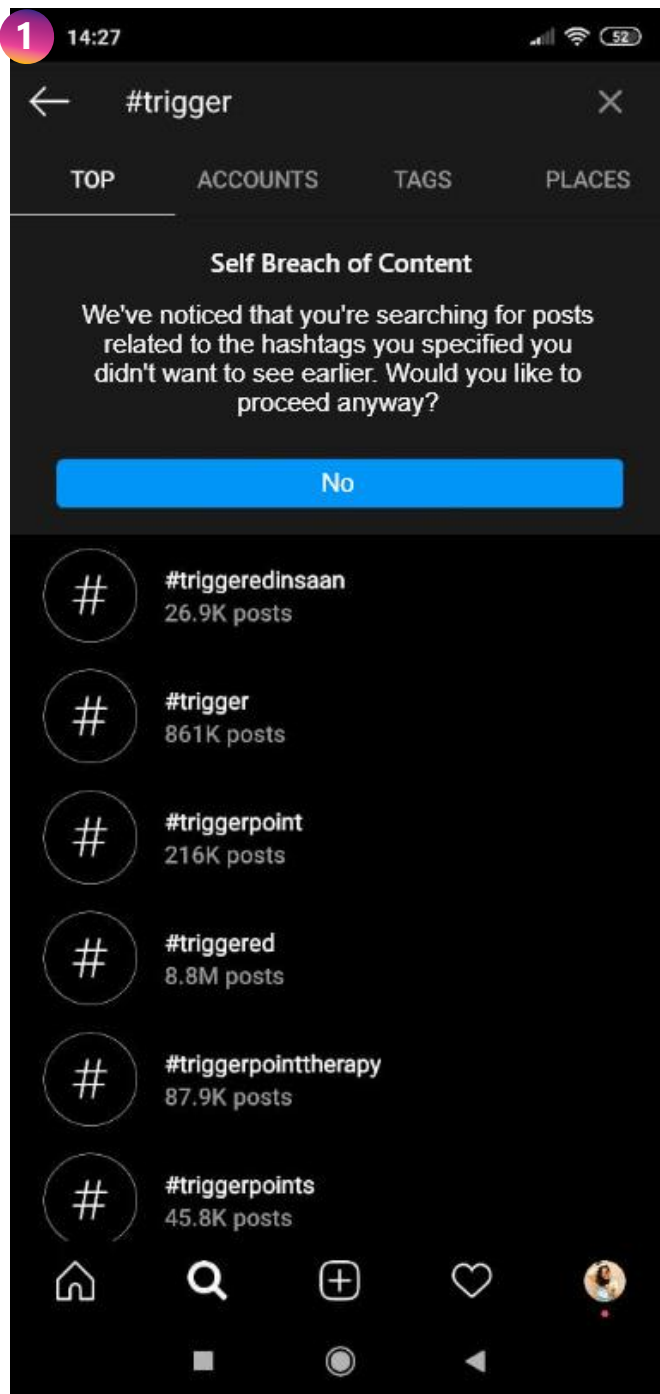 1
14:27
52
#trigger
TOP ACCOUNTS TAGS PLACES
Self Breach of Content
We've noticed that you're searching for posts
related to the hashtags you specified you
didn't want to see earlier. Would you like to
proceed anyway?
No
#
#triggeredinsaan
26.9K posts
#
#trigger
861K posts
#
#triggerpoint
216K posts
#
#triggered
8.8M posts
#
#triggerpointtherapy
87.9K posts
#
#triggerpoints
45.8K posts